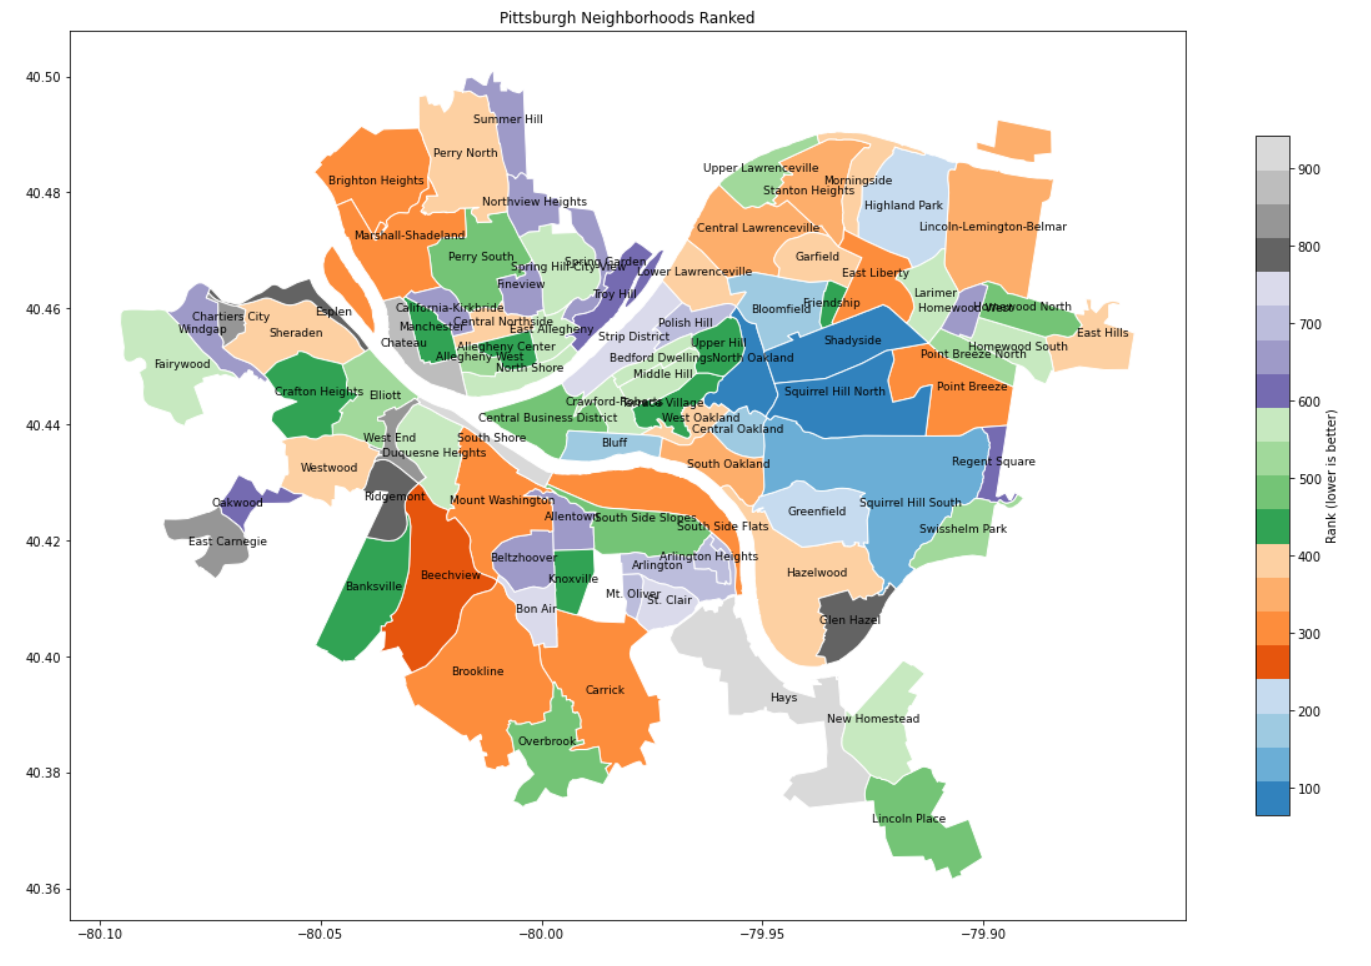 Pittsburgh Neighborhoods Ranked
40.50
40.48
40.46
40.44
40.42
40.40
40.38
40.36
−80.10
−80.05
−80.00
−79.95
−79.90
Summer Hill
Perry North
Brighton Heights
Northview Heights
Marshall-Shadeland
Perry South
Spring Hill-City View
Spring Garden
Fineview
Troy Hill
California-Kirkbride
Central Northside
Manchester
East Allegheny
Chateau
Allegheny Center
Allegheny West
North Shore
Esplen
Chartiers City
Windgap
Sheraden
Fairywood
Crafton Heights
Elliott
West End
Duquesne Heights
South Shore
Westwood
Ridgemont
Oakwood
East Carnegie
Banksville
Beechview
Mount Washington
Allentown
Beltzhoover
Knoxville
Bon Air
Brookline
Carrick
Overbrook
South Side Slopes
South Side Flats
Arlington Heights
Arlington
Mt. Oliver
St. Clair
Upper Lawrenceville
Stanton Heights
Morningside
Highland Park
Lincoln-Lemington-Belmar
Central Lawrenceville
Garfield
Lower Lawrenceville
East Liberty
Larimer
Friendship
Bloomfield
Homewood West
Homewood North
Homewood South
East Hills
Polish Hill
Strip District
Upper Hill
Shadyside
Point Breeze North
Bedford Dwellings
North Oakland
Middle Hill
Squirrel Hill North
Point Breeze
Crawford-Roberts
Terrace Village
Central Business District
West Oakland
Central Oakland
Bluff
South Oakland
Regent Square
Squirrel Hill South
Greenfield
Swisshelm Park
Hazelwood
Glen Hazel
Hays
New Homestead
Lincoln Place
900
800
700
600
500
400
300
200
100
Rank (lower is better)